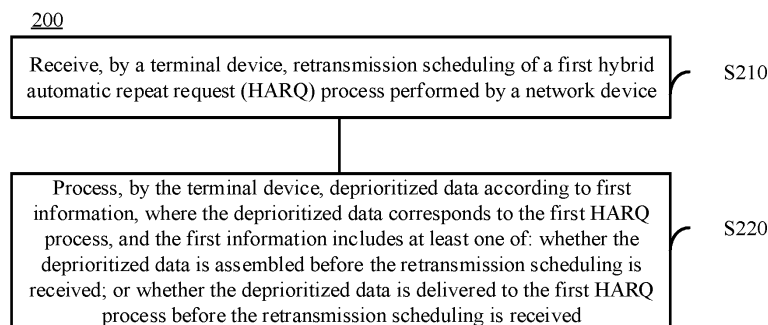 200
Receive, by a terminal device, retransmission scheduling of a first hybrid
automatic repeat request (HARQ) process performed by a network device
S210
Process, by the terminal device, deprioritized data according to first
information, where the deprioritized data corresponds to the first HARQ
process, and the first information includes at least one of: whether the
deprioritized data is assembled before the retransmission scheduling is
received; or whether the deprioritized data is delivered to the first HARQ
process before the retransmission scheduling is received
S220